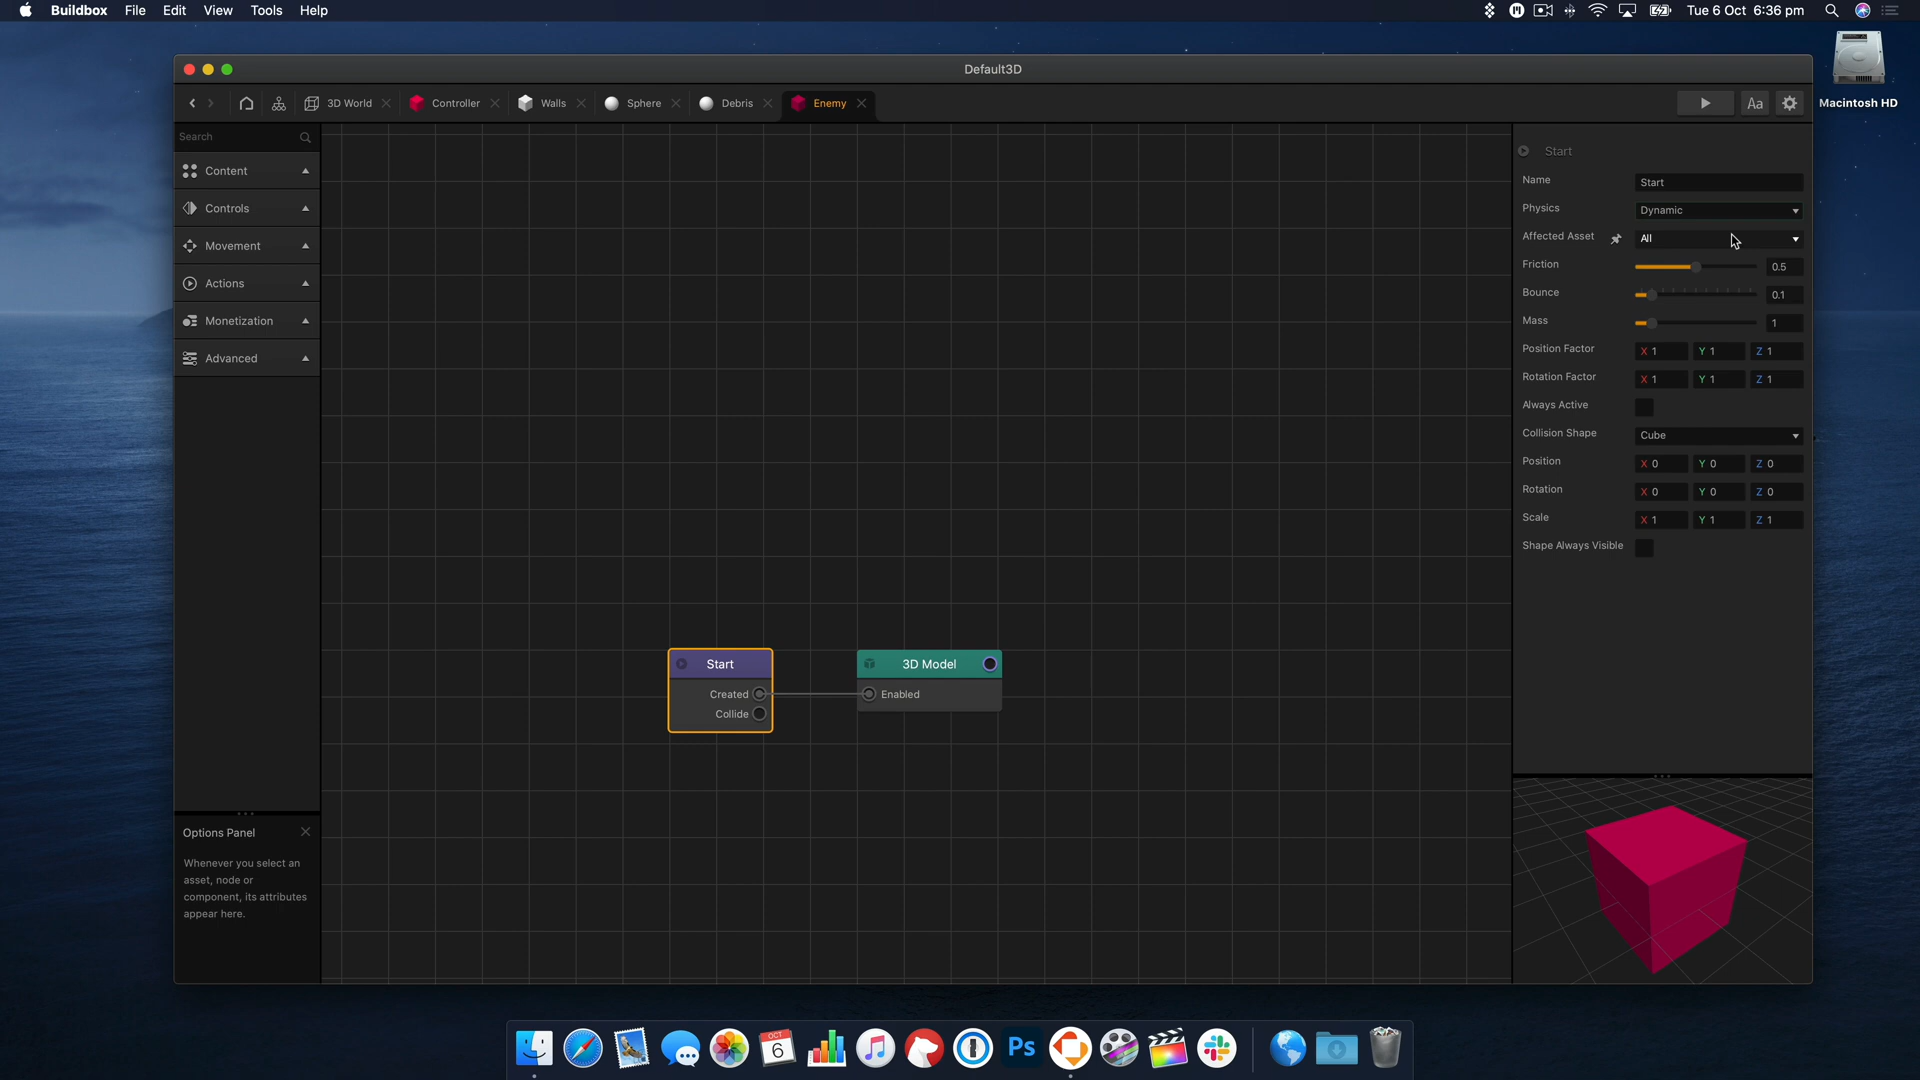 Buildbox File Edit View Tools Help
Tue 6 Oct 6:36 pm
Default3D
3D World
Controller
Walls
Sphere
Debris
Enemy
Aa
Macintosh HD
Search
Content
Controls
Movement
Actions
Monetization
Advanced
Start
Name Start
Physics Dynamic
Affected Asset All
Friction 0.5
Bounce 0.1
Mass 1
Position Factor X 1 Y 1 Z 1
Rotation Factor X 1 Y 1 Z 1
Always Active
Collision Shape Cube
Position X 0 Y 0 Z 0
Rotation X 0 Y 0 Z 0
Scale X 1 Y 1 Z 1
Shape Always Visible
Start
Created
Collide
3D Model
Enabled
Options Panel
Whenever you select an
asset, node or
component, its attributes
appear here.
OCT
6
Ps